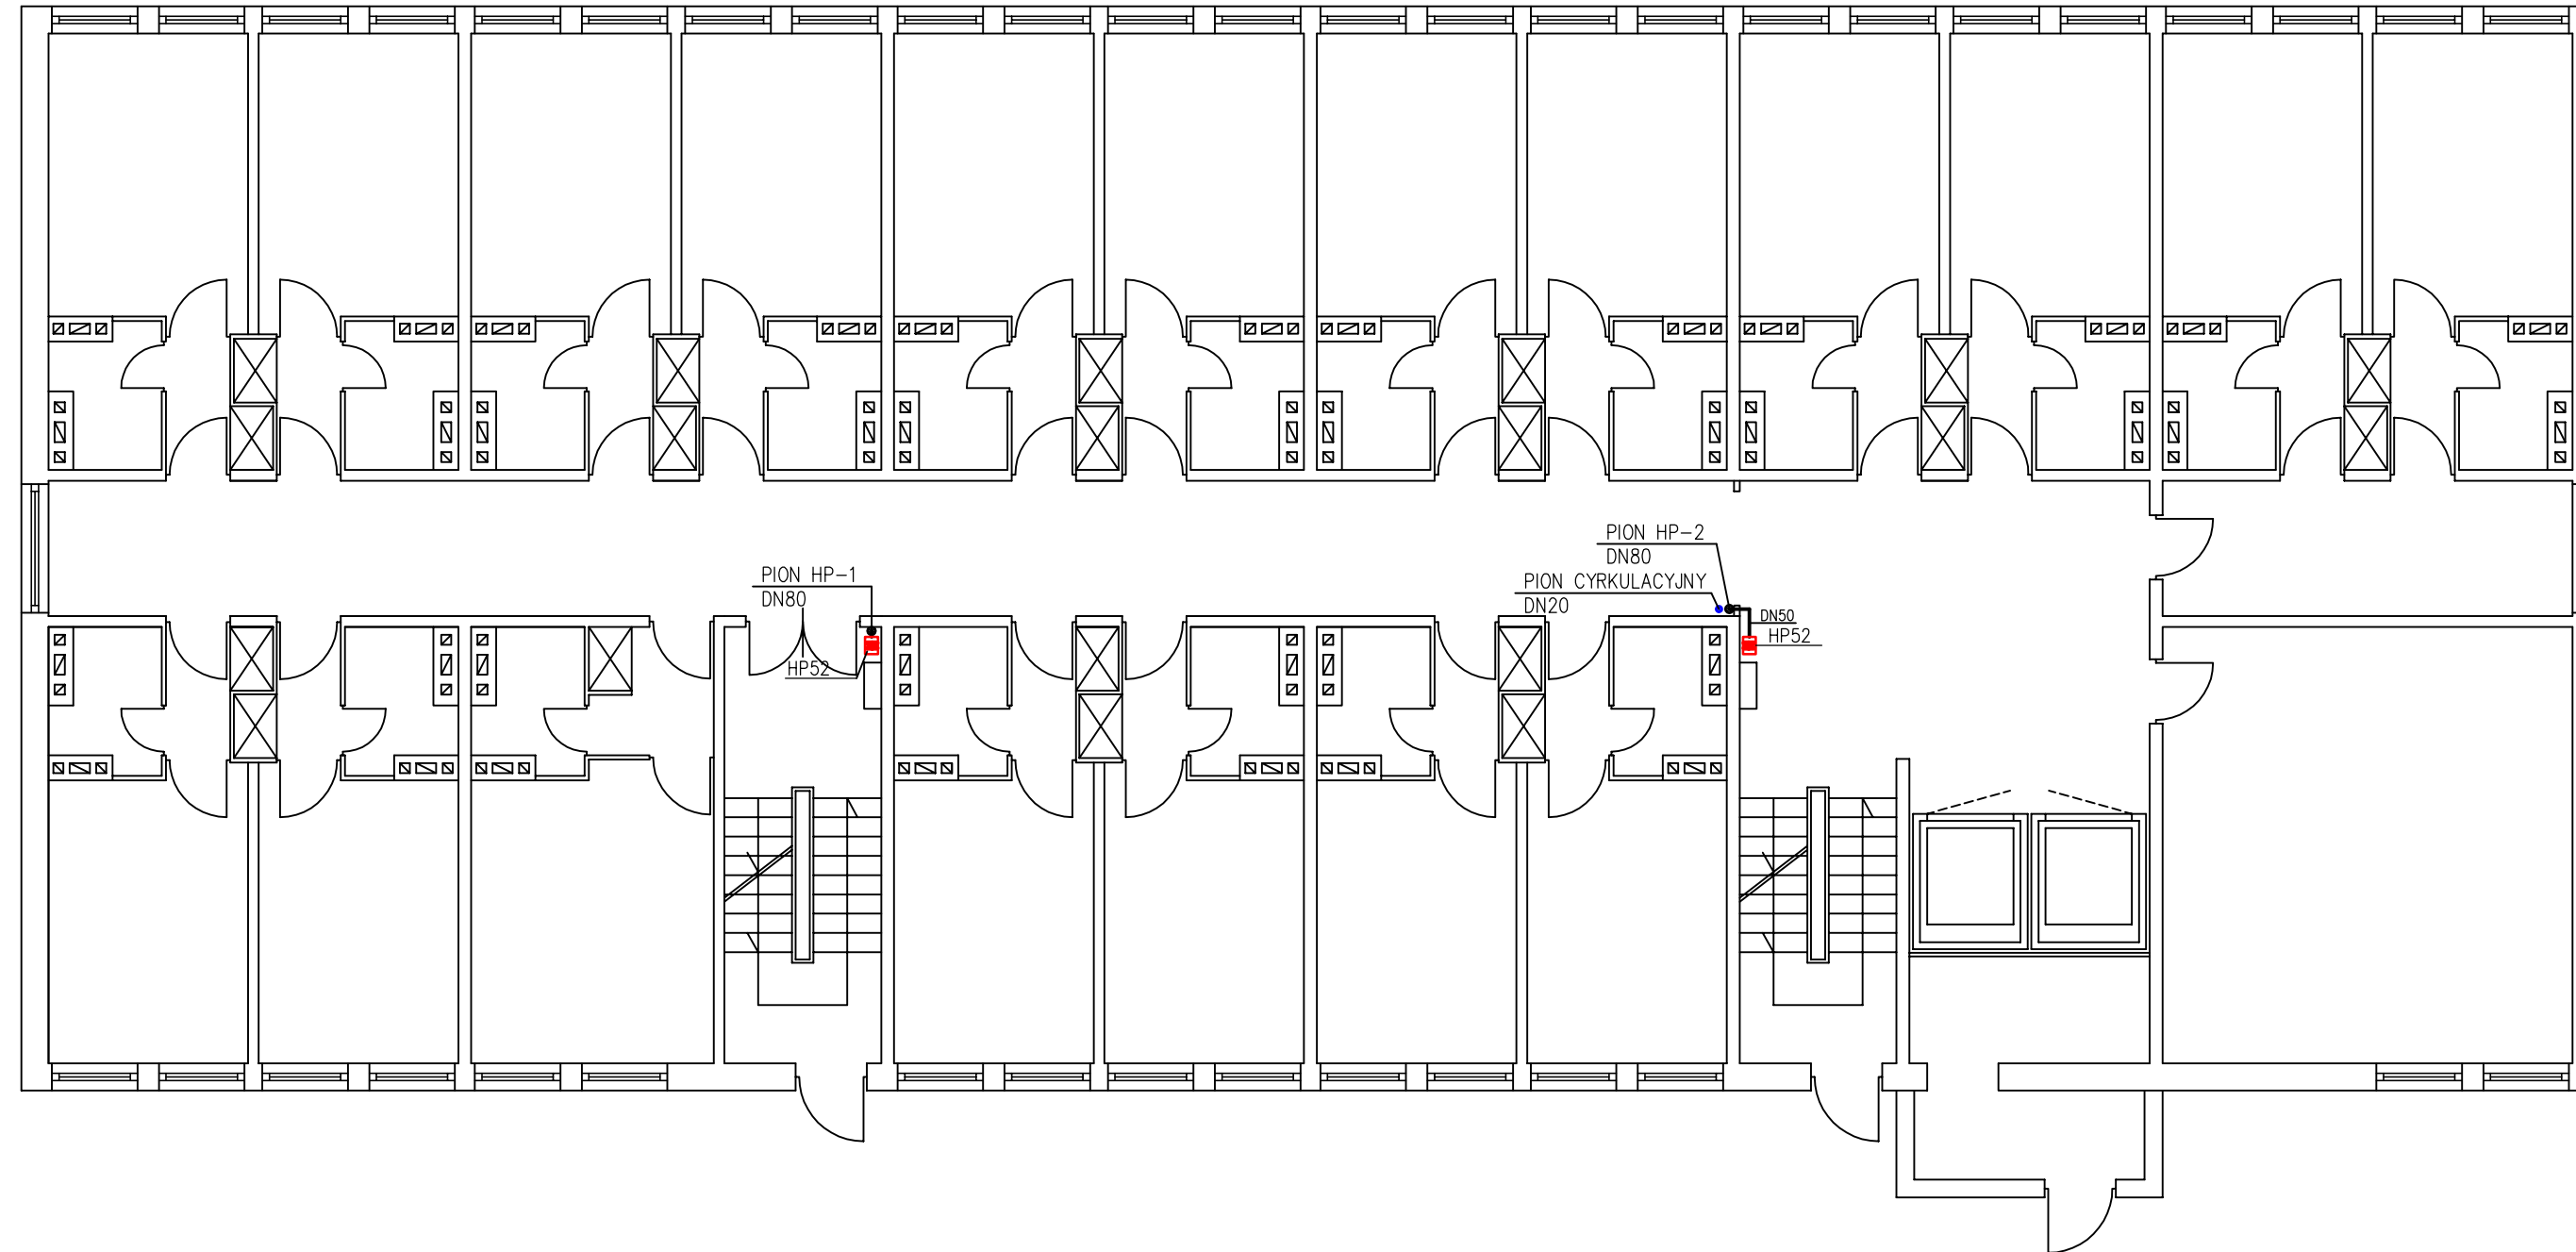 PION HP-2
DN80
PION HP-1
DN80
PION CYRKULACYJNY
DN20
DN50
HP52
HP52